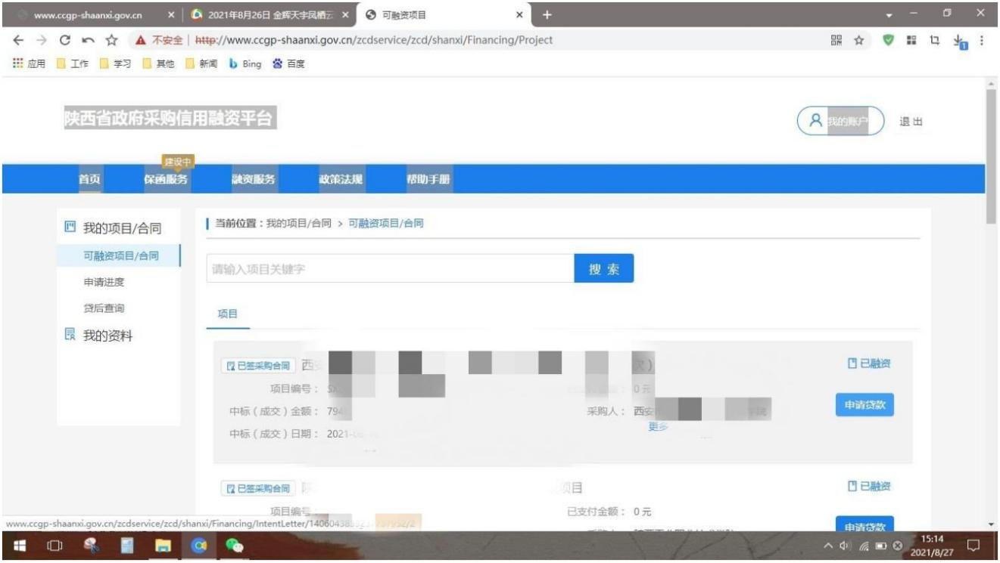 www.ccgp-shaanxi.gov.cn
2021年8月26日 金辉天宇凤栖云
可融资项目
不安全 http://www.ccgp-shaanxi.gov.cn/zcdservice/zcd/shanxi/Financing/Project
应用 工作 学习 其他 新闻 Bing 百度
陕西省政府采购信用融资平台
我的账户 退出
建设中
首页 保函服务 融资服务 政策法规 帮助手册
我的项目/合同
可融资项目/合同
申请进度
贷后查询
我的资料
当前位置：我的项目/合同 > 可融资项目/合同
请输入项目关键字 搜索
项目
已签采购合同 西 次） 已融资
项目编号： 0 元
中标（成交）金额： 794 采购人： 西安 学院 申请贷款
更多
中标（成交）日期： 2021-
已签采购合同 项目 已融资
项目编号 已支付金额： 0 元
申请贷款
www.ccgp-shaanxi.gov.cn/zcdservice/zcd/shanxi/Financing/IntentLetter/
1
15:14
2021/8/27